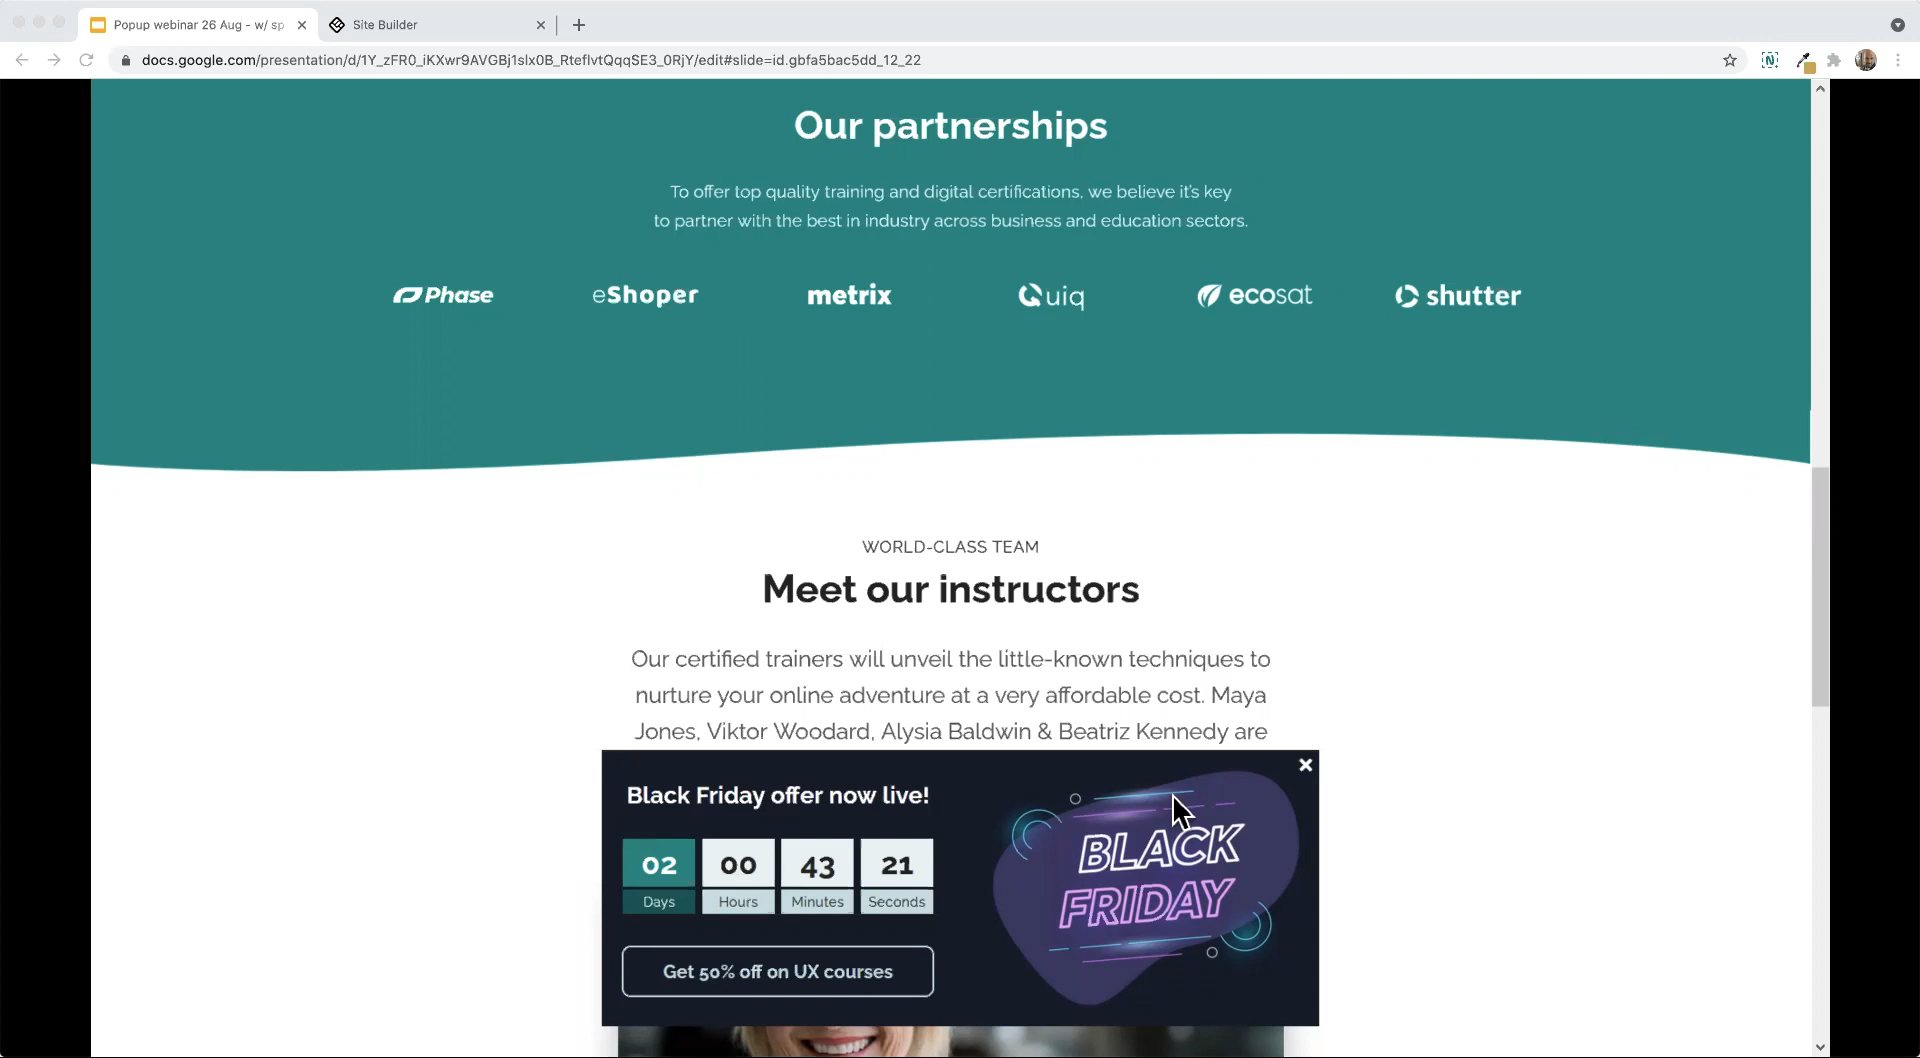 Popup webinar 26 Aug - w/ sp
Site Builder
docs.google.com/presentation/d/1Y_zFR0_iKXwr9AVGBj1slx0B_RteflvtQqqSE3_0RjY/edit#slide=id.gbfa5bac5dd_12_22
Our partnerships
To offer top quality training and digital certifications, we believe it's key
to partner with the best in industry across business and education sectors.
Phase
eShoper
metrix
Quiq
ecosat
shutter
WORLD-CLASS TEAM
Meet our instructors
Our certified trainers will unveil the little-known techniques to
nurture your online adventure at a very affordable cost. Maya
Jones, Viktor Woodard, Alysia Baldwin & Beatriz Kennedy are
Black Friday offer now live!
02 00 43 21
Days Hours Minutes Seconds
Get 50% off on UX courses
BLACK
FRIDAY